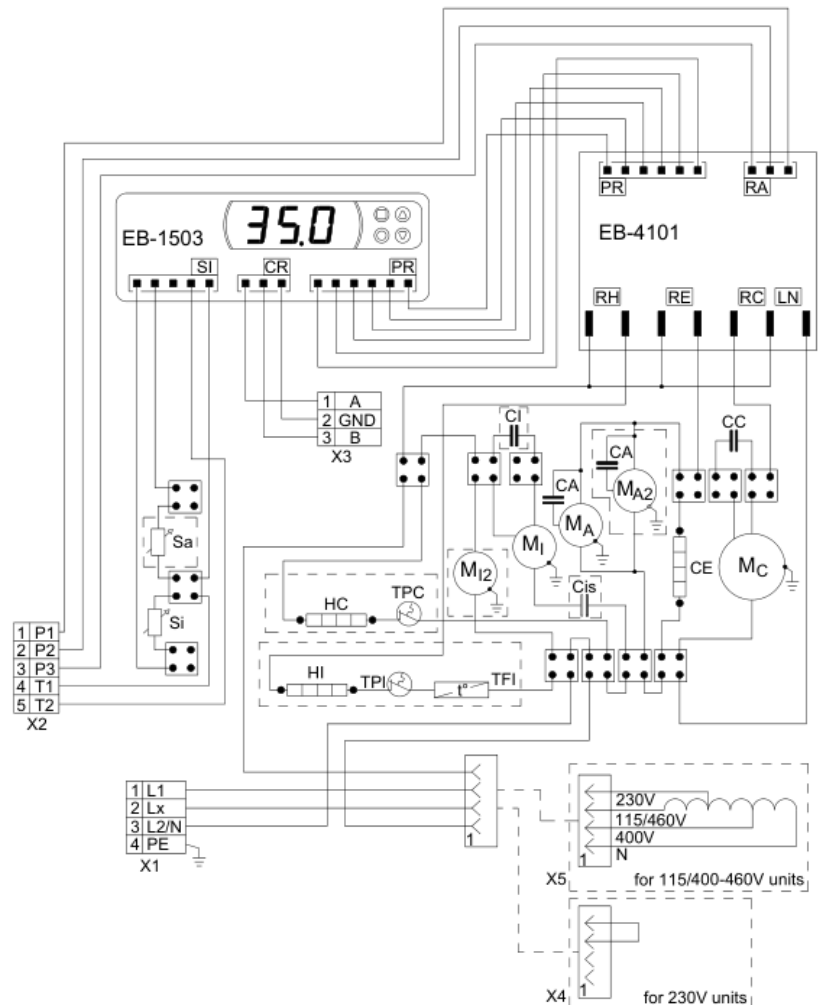 PR RA
EB-4101
EB-1503
35.0
SI CR PR
RH RE RC LN
1 A
2 GND
3 B
X3
CI
CC
CA
CA
MA2
MA
MI
MI2
MC
CE
Sa
Si
TPC
HC
Cis
HI TPI t° TFI
1 P1
2 P2
3 P3
4 T1
5 T2
X2
1 L1
2 Lx
3 L2/N
4 PE
X1
1
230V
115/460V
400V
N
1
X5 for 115/400-460V units
1
X4 for 230V units